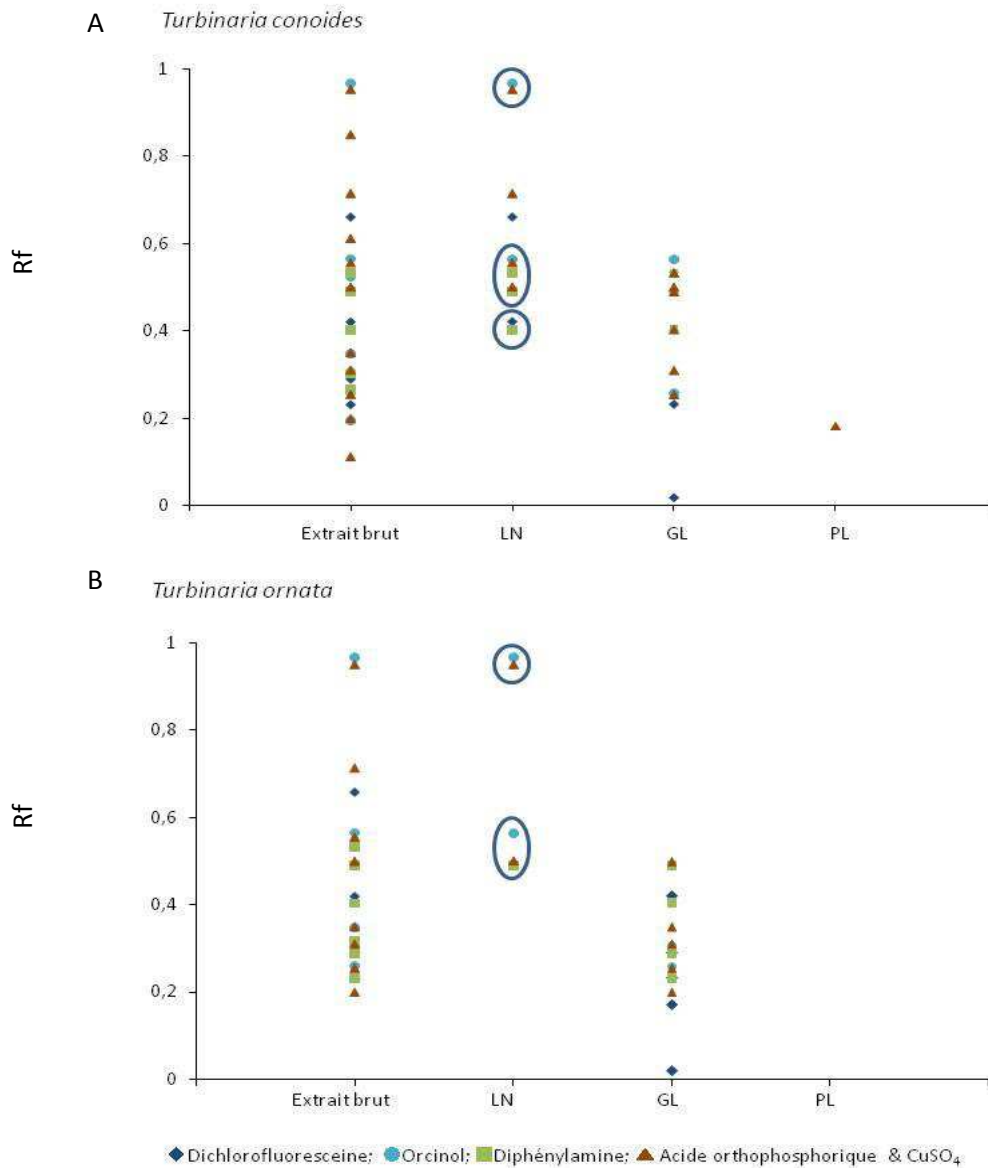 A
Turbinaria conoides
1
0,8
0,6
0,4
0,2
0
Rf
Extrait brut LN GL PL
B
Turbinaria ornata
1
0,8
0,6
0,4
0,2
0
Rf
Extrait brut LN GL PL
Dichlorofluoresceine; Orcinol; Diphénylamine; Acide orthophosphorique & CuSO₄